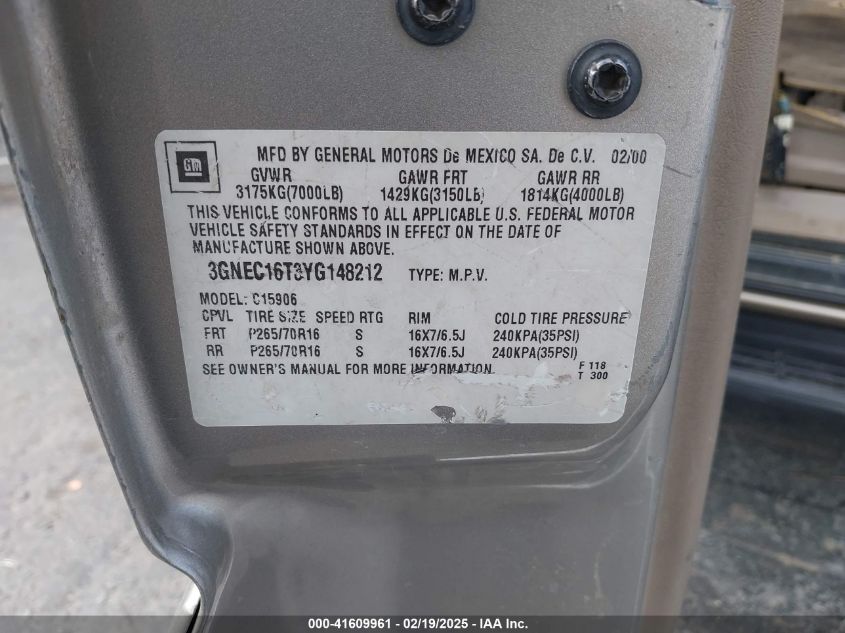 GM
MFD BY GENERAL MOTORS De MEXICO SA. De C.V. 02/00
GVWR GAWR FRT GAWR RR
3175KG(7000LB) 1429KG(3150LB) 1814KG(4000LB)
THIS VEHICLE CONFORMS TO ALL APPLICABLE U.S. FEDERAL MOTOR
VEHICLE SAFETY STANDARDS IN EFFECT ON THE DATE OF
MANUFACTURE SHOWN ABOVE.
3GNEC16T3YG148212 TYPE: M.P.V.
MODEL: C15906
CPVL TIRE SIZE SPEED RTG RIM COLD TIRE PRESSURE
FRT P265/70R16 S 16X7/6.5J 240KPA(35PSI)
RR P265/70R16 S 16X7/6.5J 240KPA(35PSI)
SEE OWNER'S MANUAL FOR MORE INFORMATION.
F 118
T 300
000-41609961 - 02/19/2025 - IAA